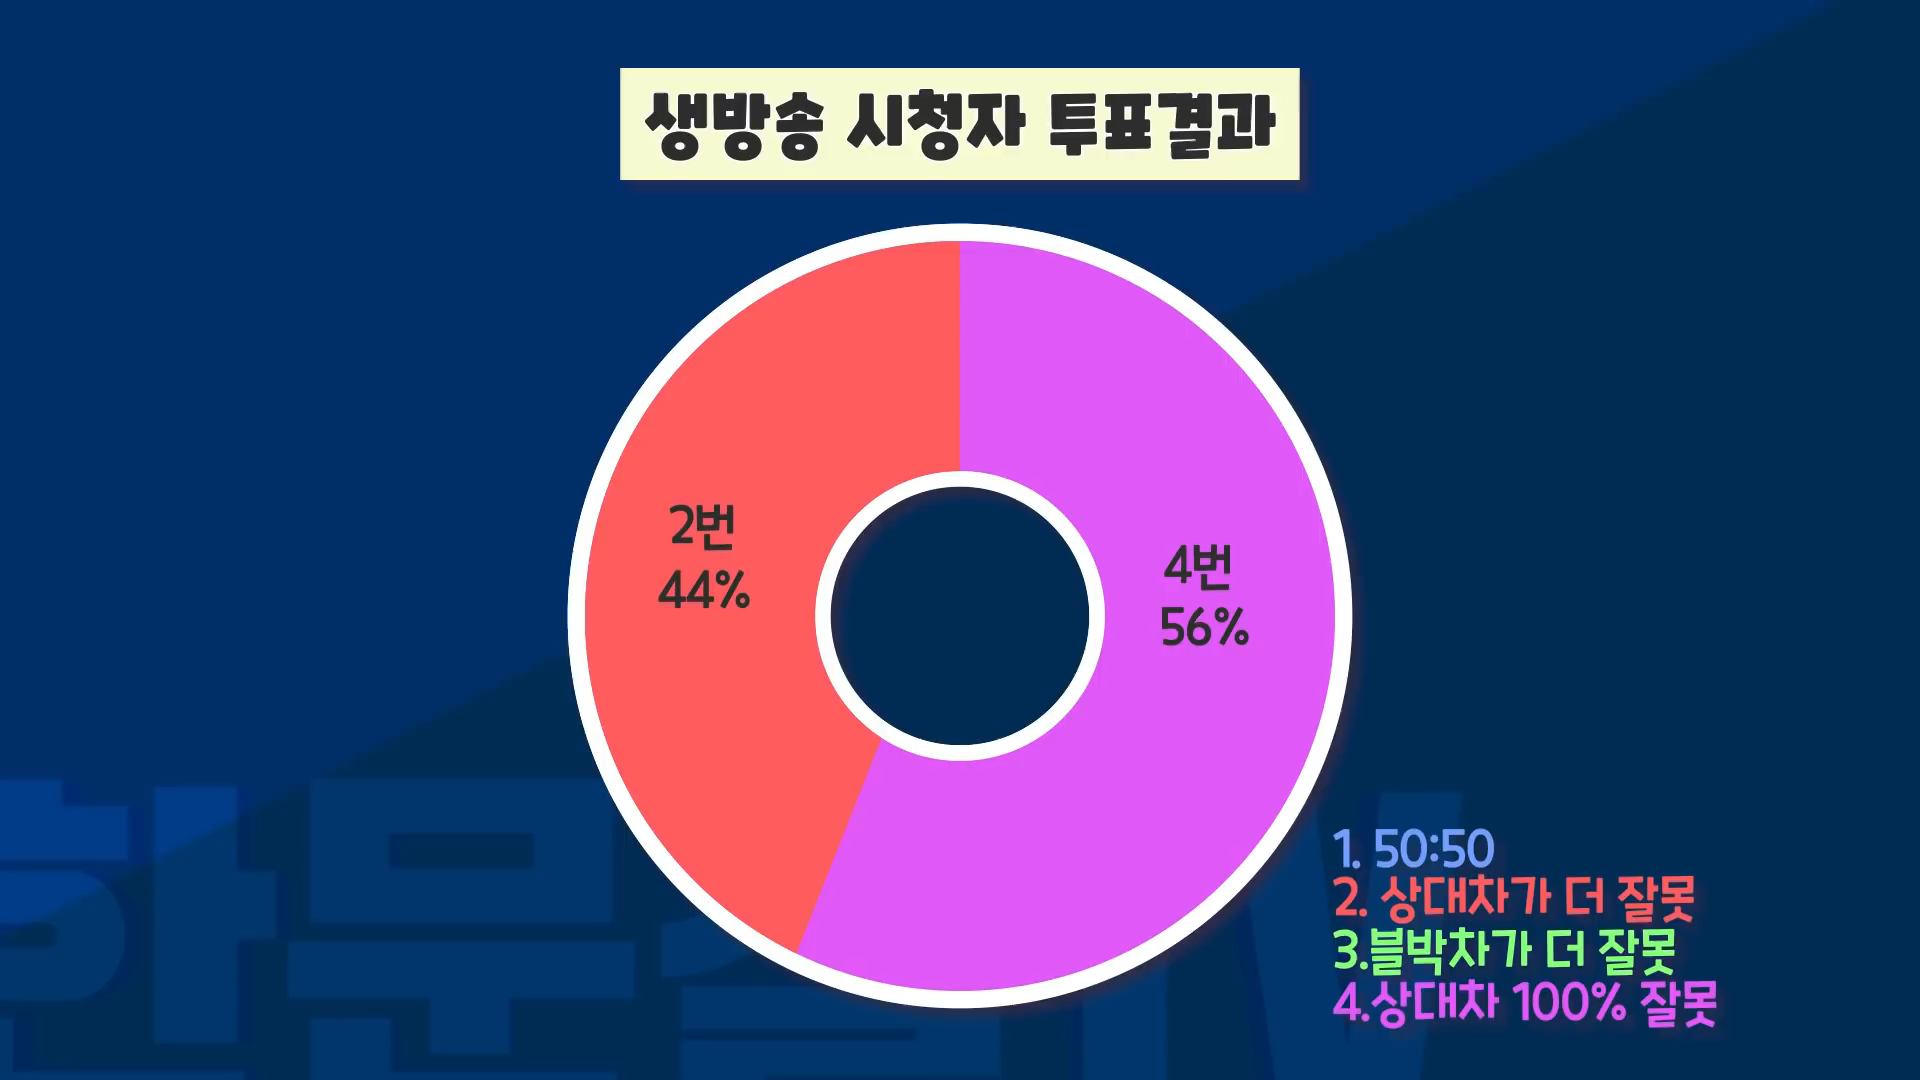 생방송 시청자 투표결과
2번
44%
4번
56%
1. 50:50
2. 상대차가 더 잘못
3.블박차가 더 잘못
4.상대차 100% 잘못